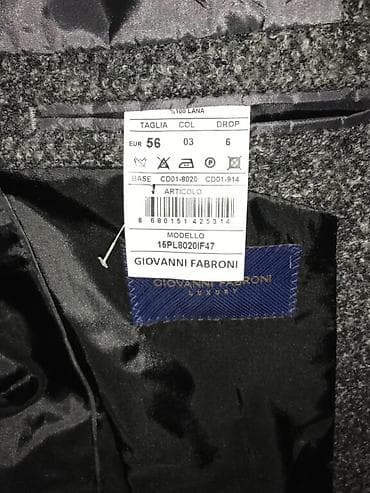 %100 LANA
TAGLIA COL DROP
EUR 56 03 6
P
BASE CD01-8020 CD01-914
ARTICOLO
8 680151 425314
MODELLO
15PL8020IF47
GIOVANNI FABRONI
GIOVANNI FABRONI
LUXURY